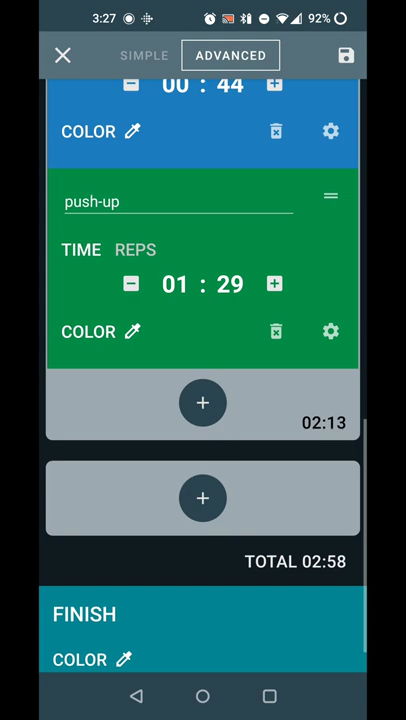 3:27 92%
SIMPLE ADVANCED
00 : 44
COLOR
push-up
TIME REPS
01 : 29
COLOR
02:13
TOTAL 02:58
FINISH
COLOR